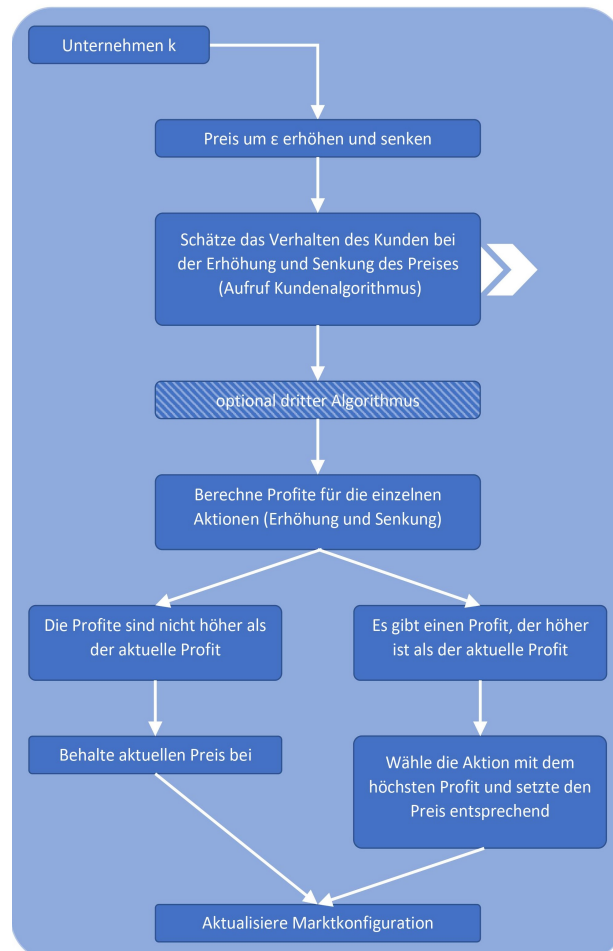 Unternehmen k
Preis um ε erhöhen und senken
Schätze das Verhalten des Kunden bei
der Erhöhung und Senkung des Preises
(Aufruf Kundenalgorithmus)
optional dritter Algorithmus
Berechne Profite für die einzelnen
Aktionen (Erhöhung und Senkung)
Die Profite sind nicht höher als
der aktuelle Profit
Es gibt einen Profit, der höher
ist als der aktuelle Profit
Behalte aktuellen Preis bei
Wähle die Aktion mit dem
höchsten Profit und setzte den
Preis entsprechend
Aktualisiere Marktkonfiguration